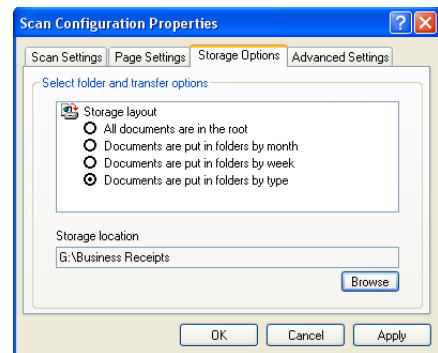 Scan Configuration Properties
Scan Settings Page Settings Storage Options Advanced Settings
Select folder and transfer options
Storage layout
All documents are in the root
Documents are put in folders by month
Documents are put in folders by week
Documents are put in folders by type
Storage location
G:\Business Receipts
Browse
OK Cancel Apply